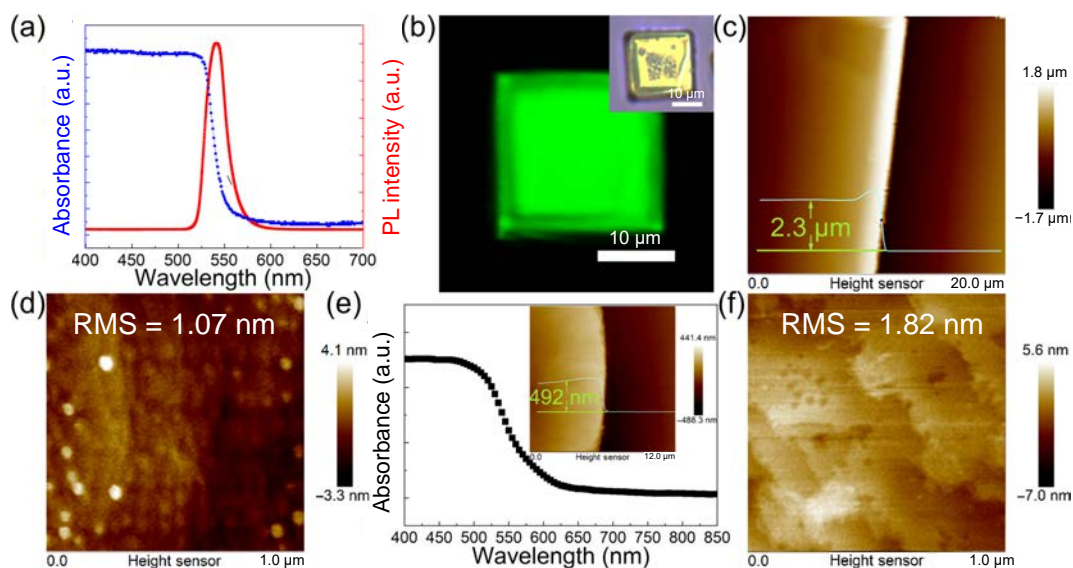 (a)
Absorbance (a.u.)
PL intensity (a.u.)
400 450 500 550 600 650 700
Wavelength (nm)
(b)
10 µm
10 µm
(c)
1.8 µm
−1.7 µm
2.3 µm
0.0 Height sensor 20.0 µm
(d)
RMS = 1.07 nm
4.1 nm
−3.3 nm
0.0 Height sensor 1.0 µm
(e)
Absorbance (a.u.)
441.4 nm
−488.3 nm
492 nm
0.0 Height sensor 12.0 µm
400 450 500 550 600 650 700 750 800 850
Wavelength (nm)
(f)
RMS = 1.82 nm
5.6 nm
−7.0 nm
0.0 Height sensor 1.0 µm